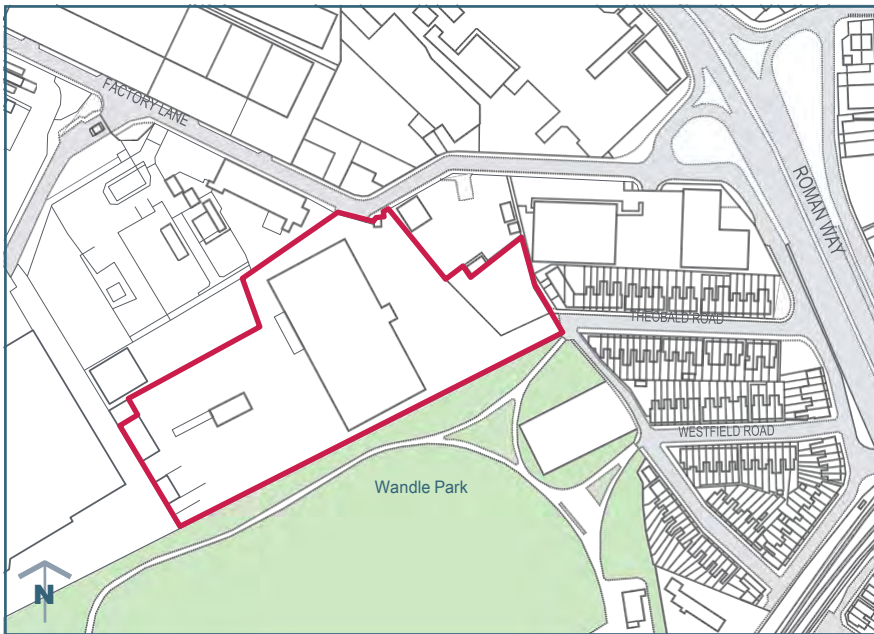 FACTORY LANE
ROMAN WAY
THEOBALD ROAD
WESTFIELD ROAD
Wandle Park
N